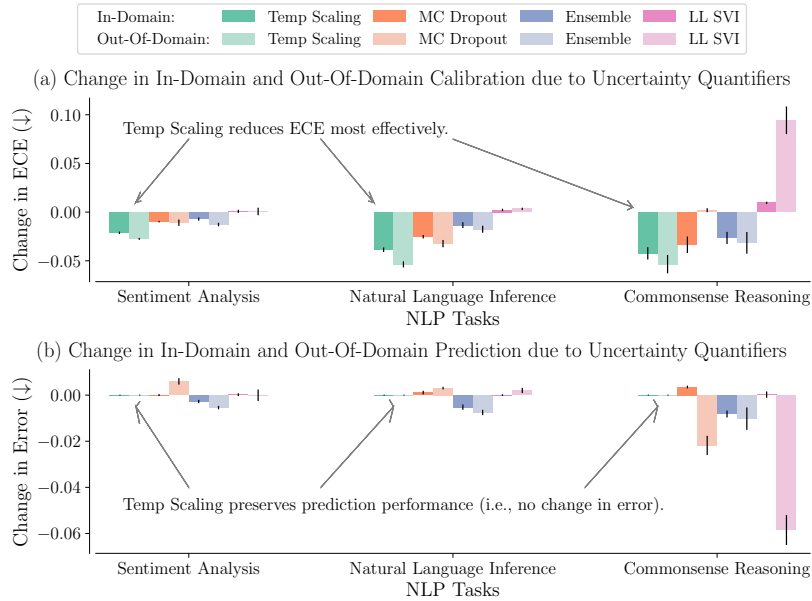 In-Domain: Temp Scaling MC Dropout Ensemble LL SVI
Out-Of-Domain: Temp Scaling MC Dropout Ensemble LL SVI
(a) Change in In-Domain and Out-Of-Domain Calibration due to Uncertainty Quantifiers
Change in ECE (↓)
0.10
0.05
0.00
−0.05
Temp Scaling reduces ECE most effectively.
Sentiment Analysis Natural Language Inference Commonsense Reasoning
NLP Tasks
(b) Change in In-Domain and Out-Of-Domain Prediction due to Uncertainty Quantifiers
Change in Error (↓)
0.00
−0.02
−0.04
−0.06
Temp Scaling preserves prediction performance (i.e., no change in error).
Sentiment Analysis Natural Language Inference Commonsense Reasoning
NLP Tasks